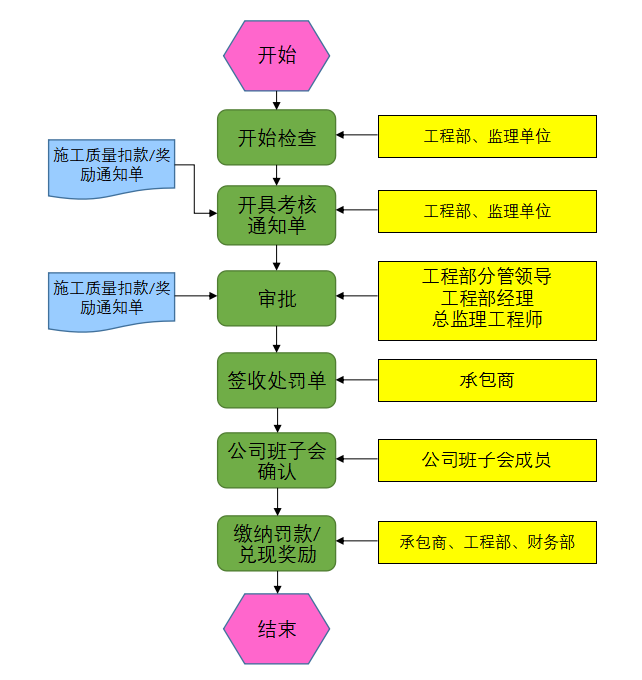 开始
开始检查
工程部、监理单位
施工质量扣款/奖
励通知单
开具考核
通知单
工程部、监理单位
施工质量扣款/奖
励通知单
审批
工程部分管领导
工程部经理
总监理工程师
签收处罚单
承包商
公司班子会
确认
公司班子会成员
缴纳罚款/
兑现奖励
承包商、工程部、财务部
结束